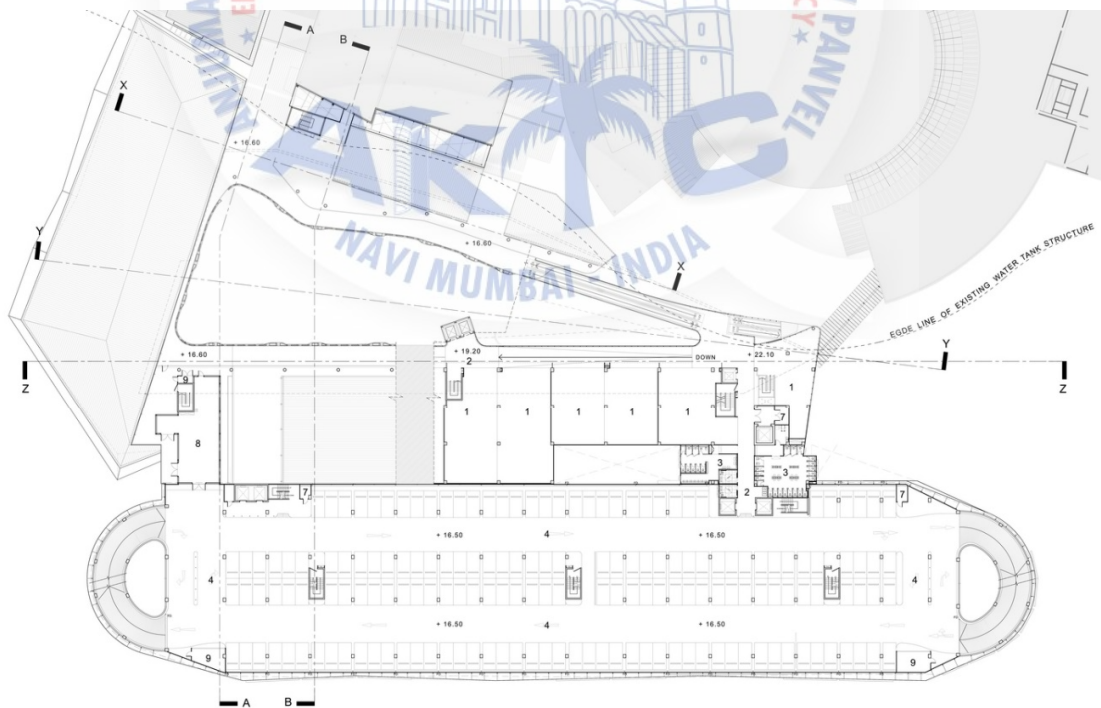 A
B
X
+ 16.60
PANVEL
AKTC
NAVI MUMBAI - INDIA
Y
+ 16.60
X
EGDE LINE OF EXISTING WATER TANK STRUCTURE
+ 16.60
+ 19.20
2
DOWN
+ 22.10
Y
Z
Z
9
1
1
1
1
1
1
7
8
3
3
2
7
7
+ 16.50
4
+ 16.50
4
4
+ 16.50
4
+ 16.50
9
9
A
B